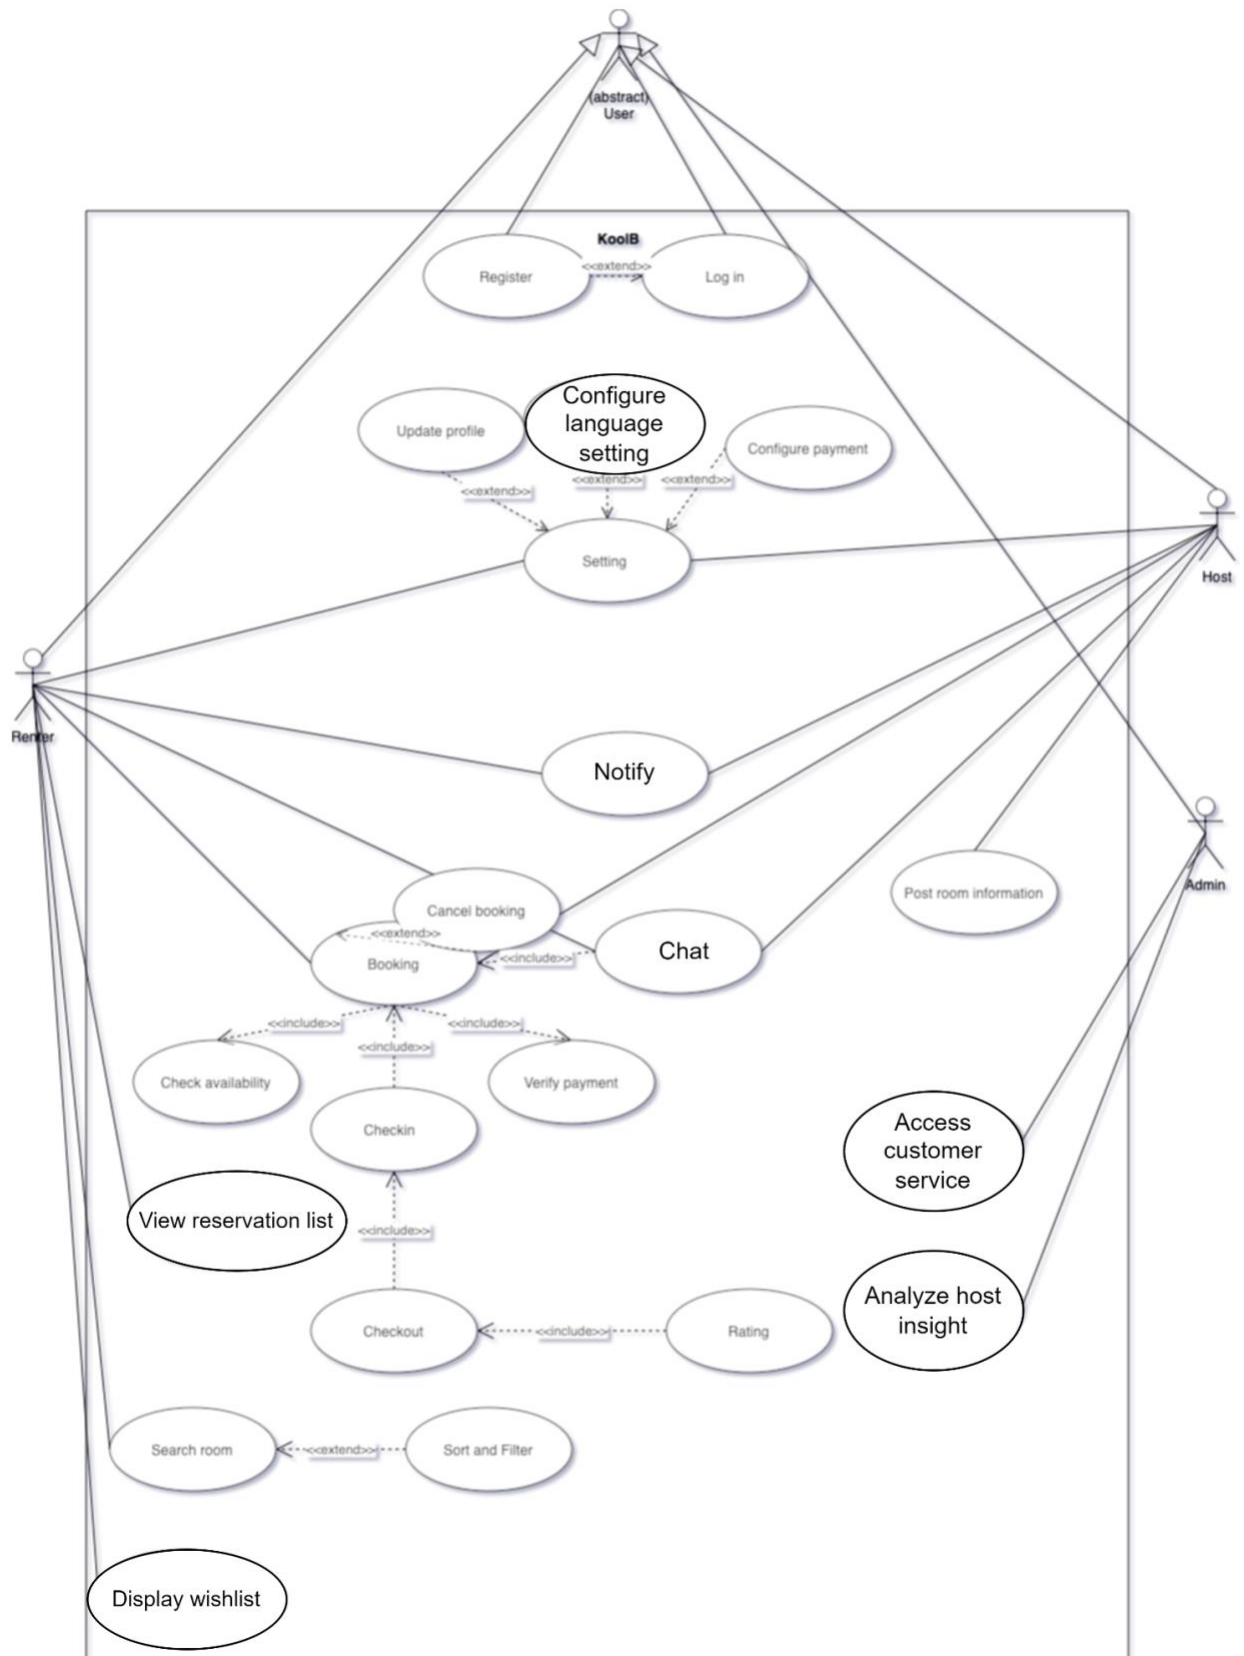 (abstract)
User
KoolB
Register
<<extend>>
Log in
Update profile
Configure
language
setting
Configure payment
<<extend>>
<<extend>>
<<extend>>
Setting
Host
Renter
Notify
Admin
Post room information
Cancel booking
<<extend>>
Booking
<<include>>
Chat
<<include>>
<<include>>
<<include>>
Check availability
Verify payment
Checkin
Access
customer
service
View reservation list
<<include>>
Analyze host
insight
Checkout
<<include>>
Rating
Search room
<<extend>>
Sort and Filter
Display wishlist